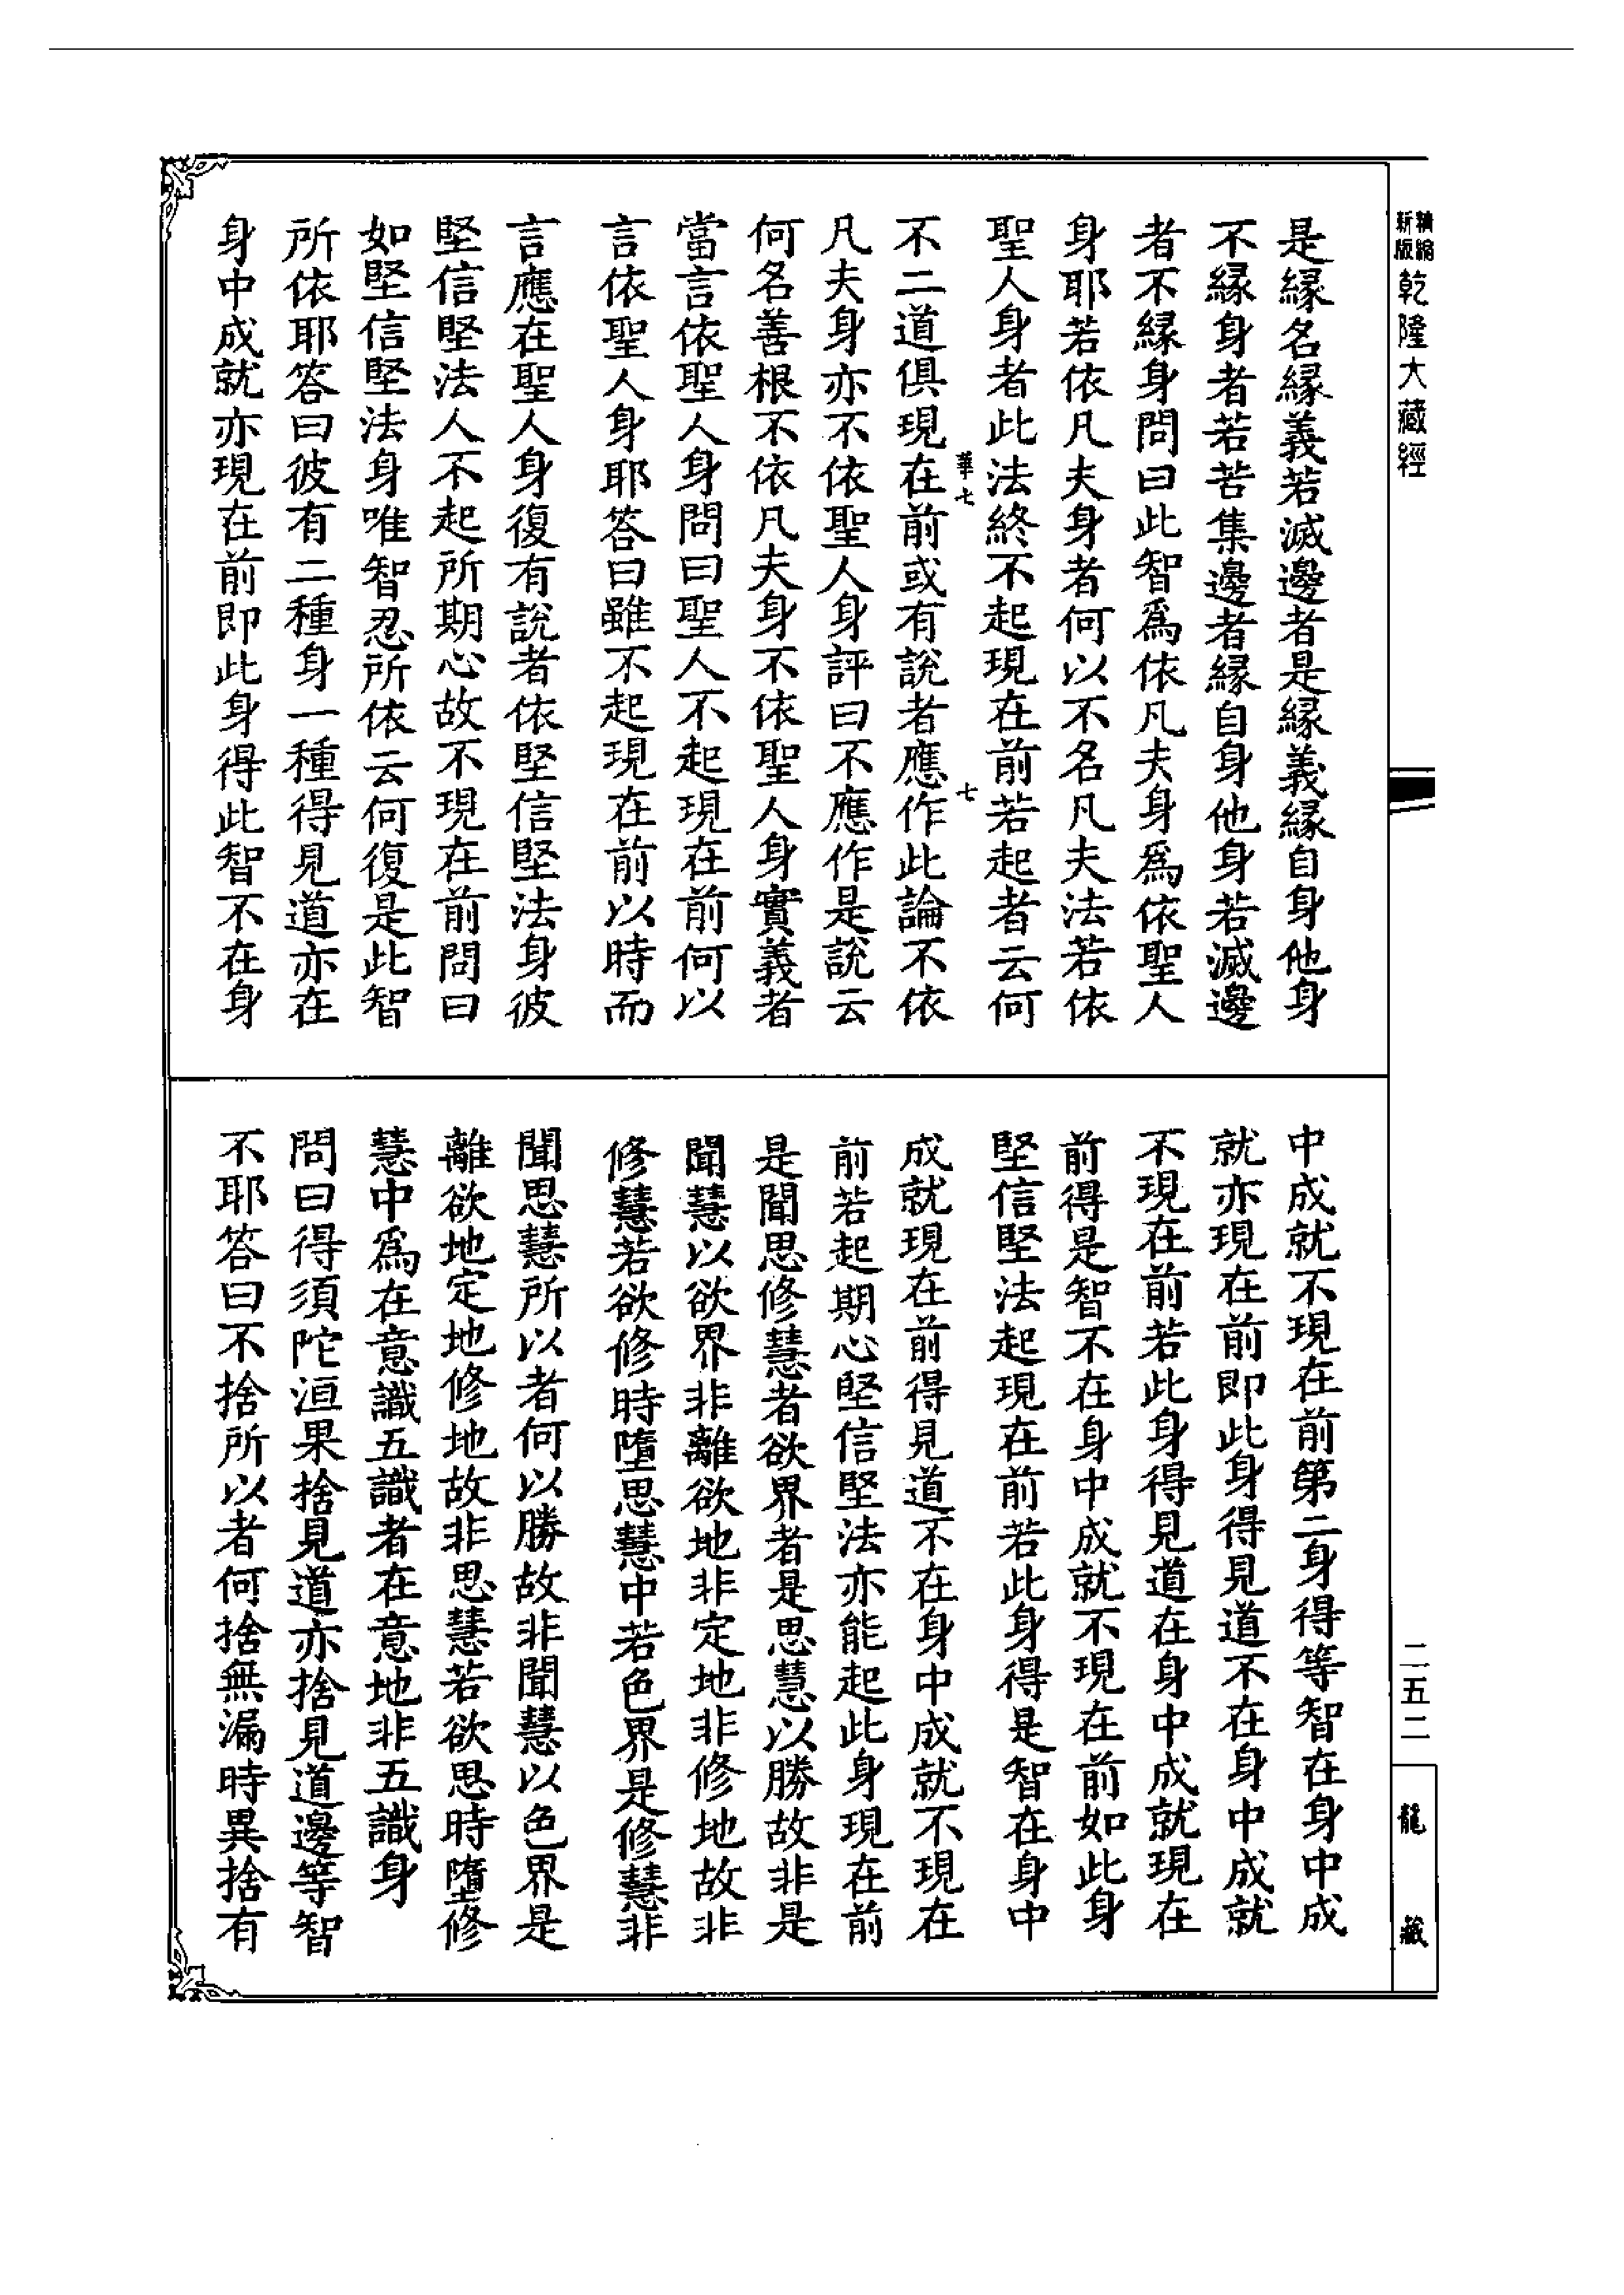 精縮新版乾隆大藏經
是緣名緣義若滅邊者是緣義緣自身他身
不緣身者若苦集邊者緣自身他身若滅邊
者不緣身問曰此智爲依凡夫身爲依聖人
身耶若依凡夫身者何以不名凡夫法若依
聖人身者此法終不起現在前若起者云何
華七
七
不二道俱現在前或有說者應作此論不依
凡夫身亦不依聖人身評曰不應作是說云
何名善根不依凡夫身不依聖人身實義者
當言依聖人身問曰聖人不起現在前何以
言依聖人身耶答曰雖不起現在前以時而
言應在聖人身復有說者依堅信堅法身彼
堅信堅法人不起所期心故不現在前問曰
如堅信堅法身唯智忍所依云何復是此智
所依耶答曰彼有二種身一種得見道亦在
身中成就亦現在前即此身得此智不在身
中成就不現在前第二身得等智在身中成
就亦現在前即此身得見道不在身中成就
不現在前若此身得見道在身中成就現在
前得是智不在身中成就不現在前如此身
堅信堅法起現在前若此身得是智在身中
成就現在前得見道不在身中成就不現在
前若起期心堅信堅法亦能起此身現在前
是聞思修慧者欲界者是思慧以勝故非是
聞慧以欲界非離欲地非定地非修地故非
修慧若欲修時墮思慧中若色界是修慧非
聞思慧所以者何以勝故非聞慧以色界是
離欲地定地修地故非思慧若欲思時墮修
慧中爲在意識五識者在意地非五識身
問曰得須陀洹果捨見道亦捨見道邊等智
不耶答曰不捨所以者何捨無漏時異捨有
二五二
龍藏